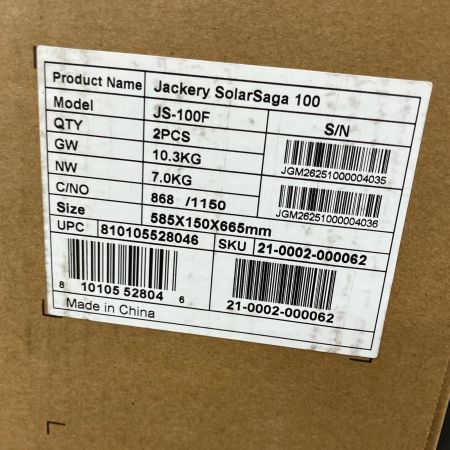 Product Name Jackery SolarSaga 100
Model JS-100F S/N
QTY 2PCS
GW 10.3KG
JGM26251000004035
NW 7.0KG
C/NO 868 /1150
JGM26251000004036
Size 585X150X665mm
UPC 810105528046 SKU 21-0002-000062
8 10105 52804 6
21-0002-000062
Made in China